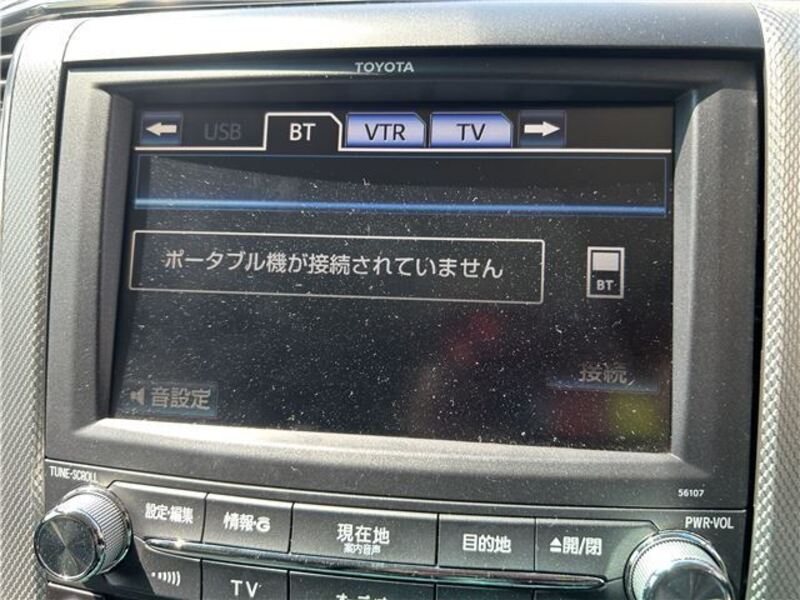 TOYOTA
USB BT VTR TV
ポータブル機が接続されていません
BT
接続
音設定
TUNE•SCROLL
56107
設定•編集 情報 現在地 目的地 開/閉 PWR•VOL
案内音声
TV